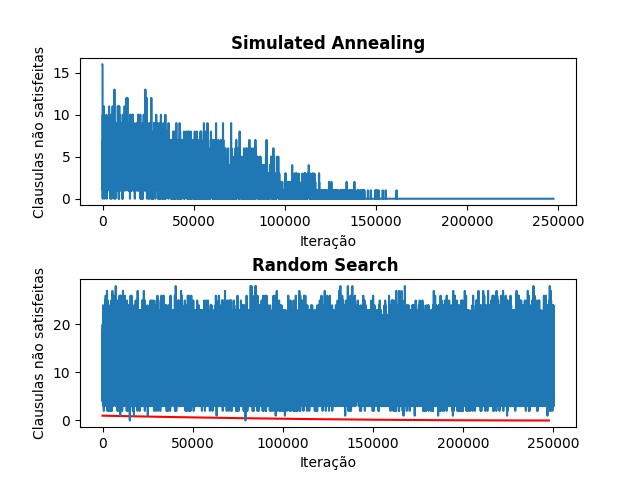 Simulated Annealing
Clausulas não satisfeitas
15
10
5
0
0 50000 100000 150000 200000 250000
Iteração
Random Search
Clausulas não satisfeitas
20
10
0
0 50000 100000 150000 200000 250000
Iteração